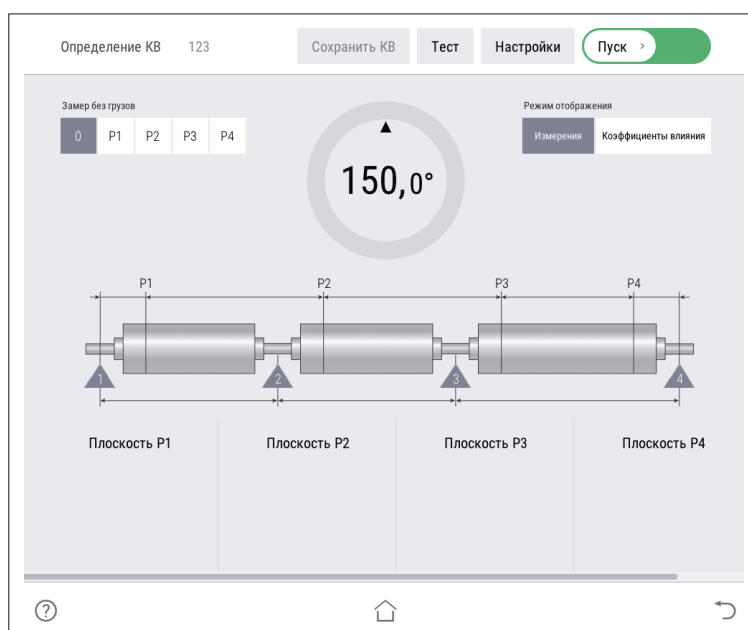 Определение КВ 123 Сохранить КВ Тест Настройки Пуск
Замер без грузов Режим отображения
0 P1 P2 P3 P4 Измерения Коэффициенты влияния
150,0°
P1 P2 P3 P4
1 2 3 4
Плоскость P1 Плоскость P2 Плоскость P3 Плоскость P4
?